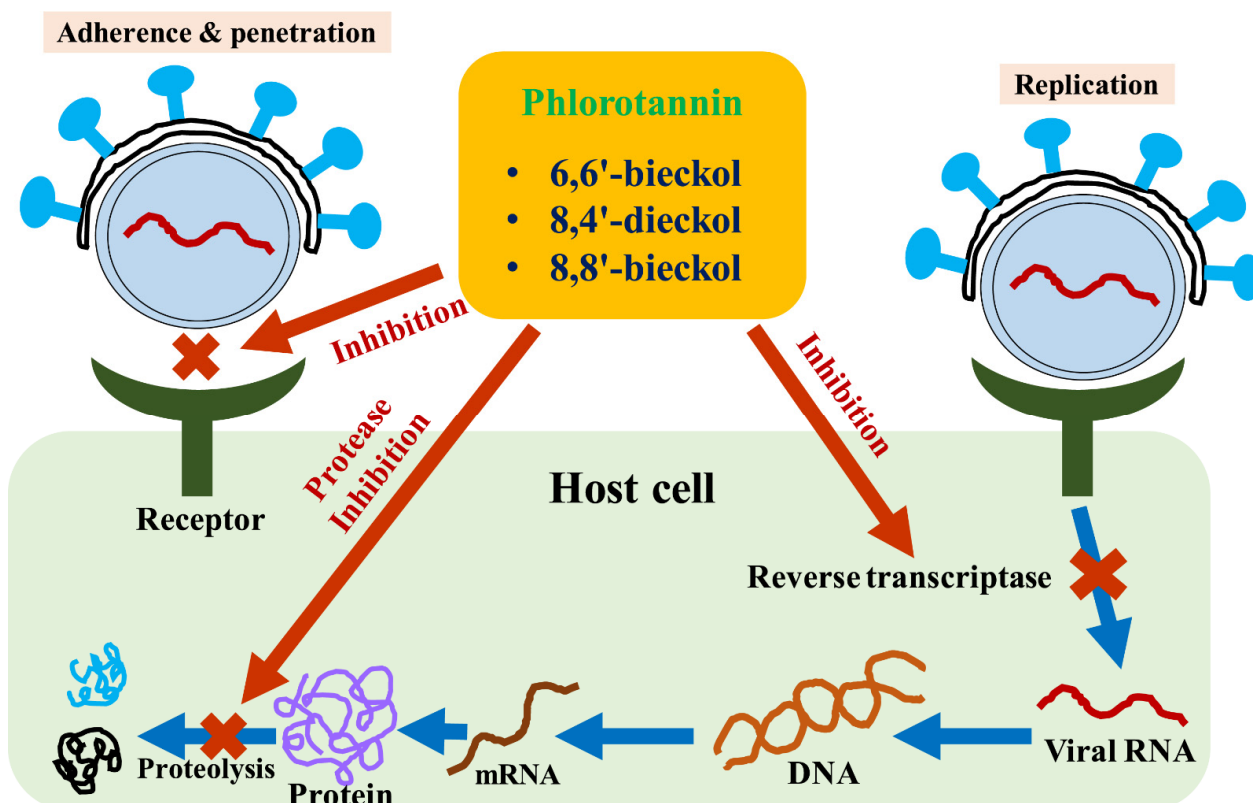 Adherence & penetration
Phlorotannin
• 6,6'-bieckol
• 8,4'-dieckol
• 8,8'-bieckol
Replication
Inhibition
Protease
Inhibition
Inhibition
Host cell
Receptor
Reverse transcriptase
Proteolysis
Protein
mRNA
DNA
Viral RNA